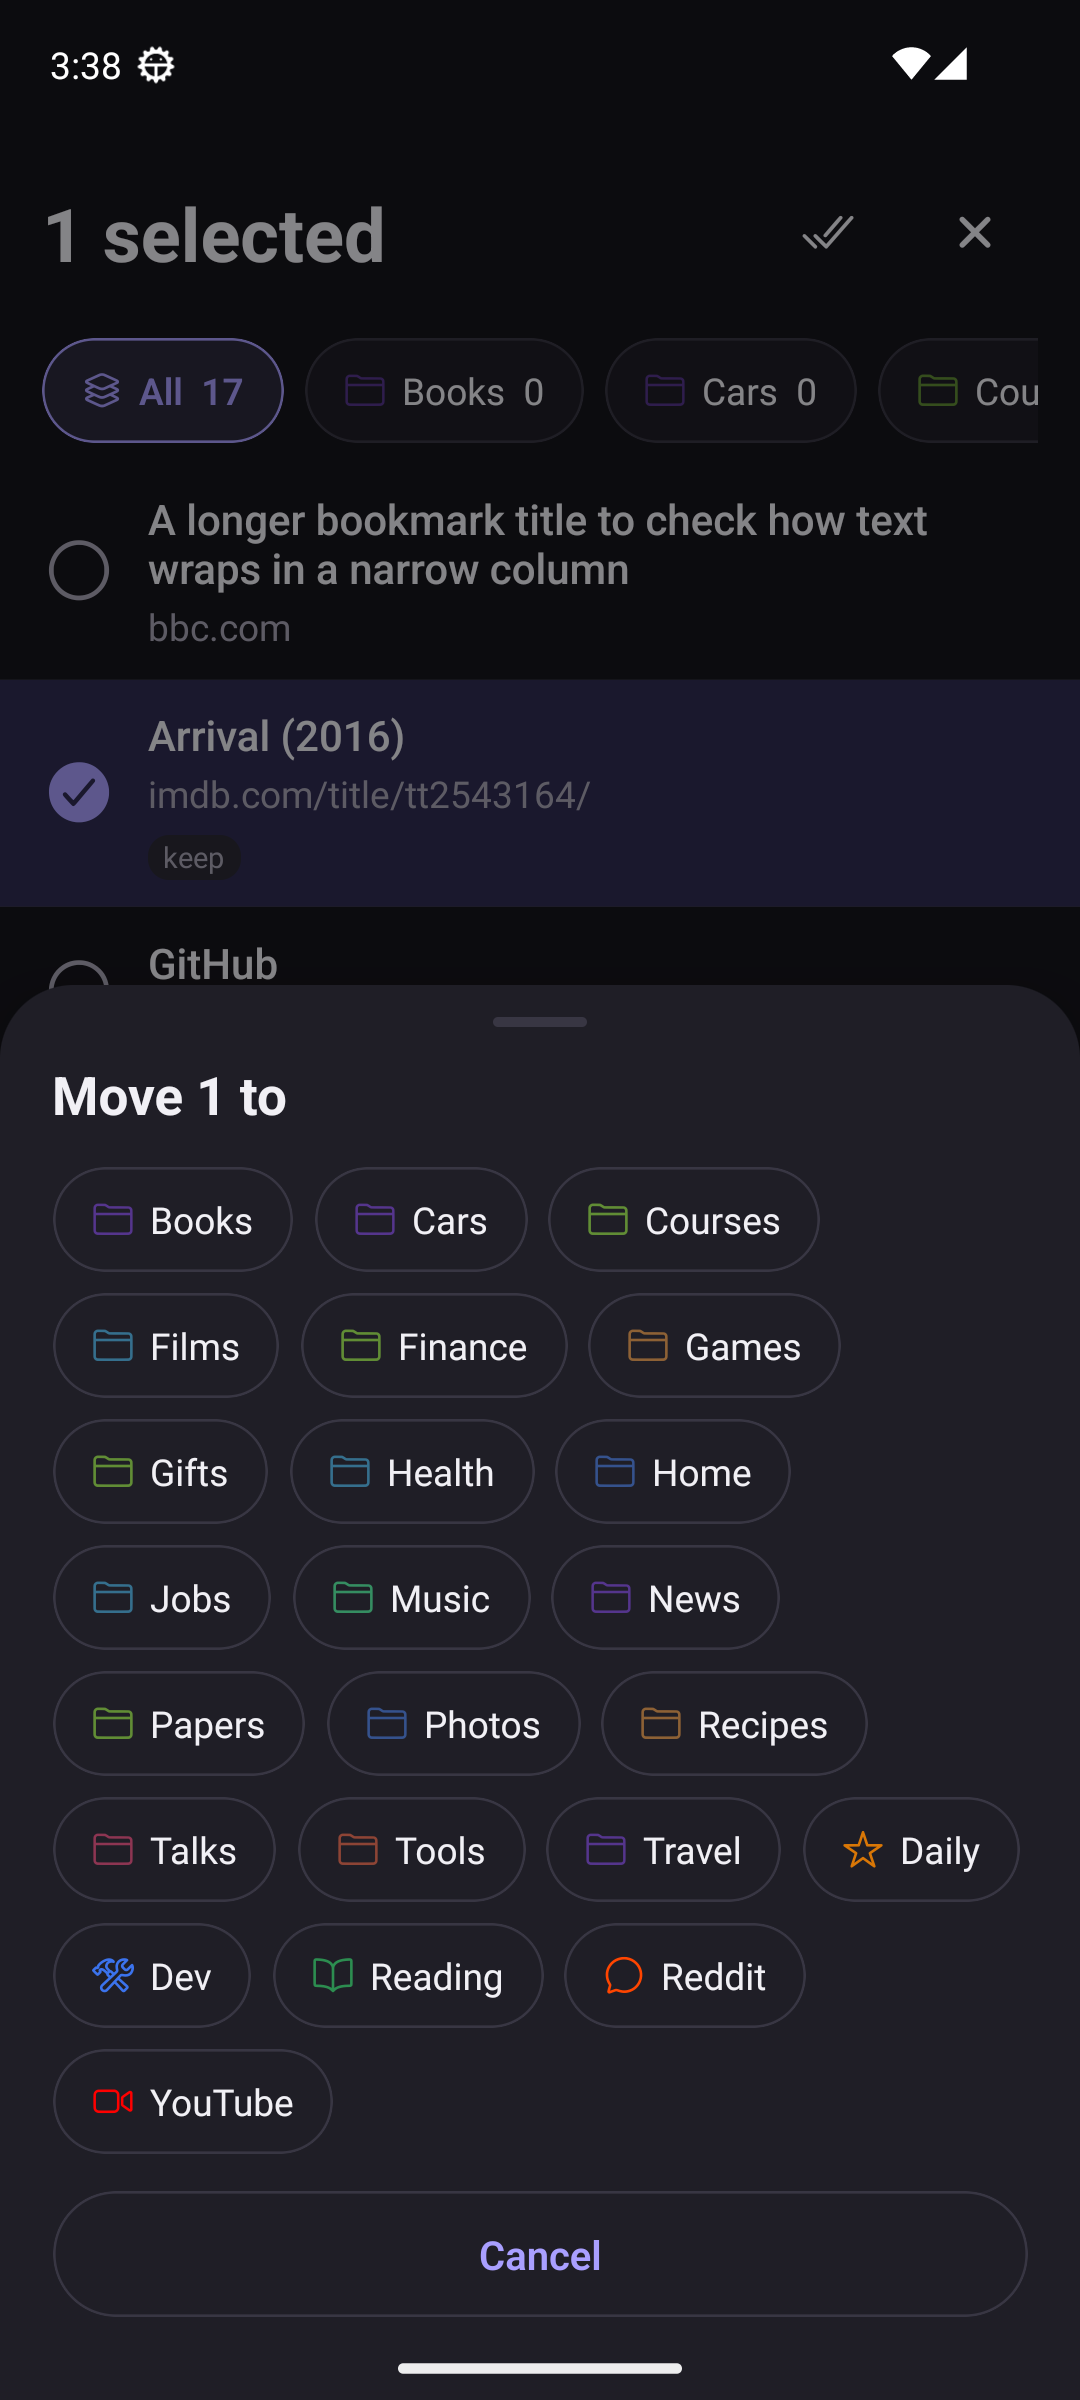 3:38
1 selected
All 17 Books 0 Cars 0 Cou
A longer bookmark title to check how text
wraps in a narrow column
bbc.com
Arrival (2016)
imdb.com/title/tt2543164/
keep
GitHub
Move 1 to
Books Cars Courses
Films Finance Games
Gifts Health Home
Jobs Music News
Papers Photos Recipes
Talks Tools Travel Daily
Dev Reading Reddit
YouTube
Cancel